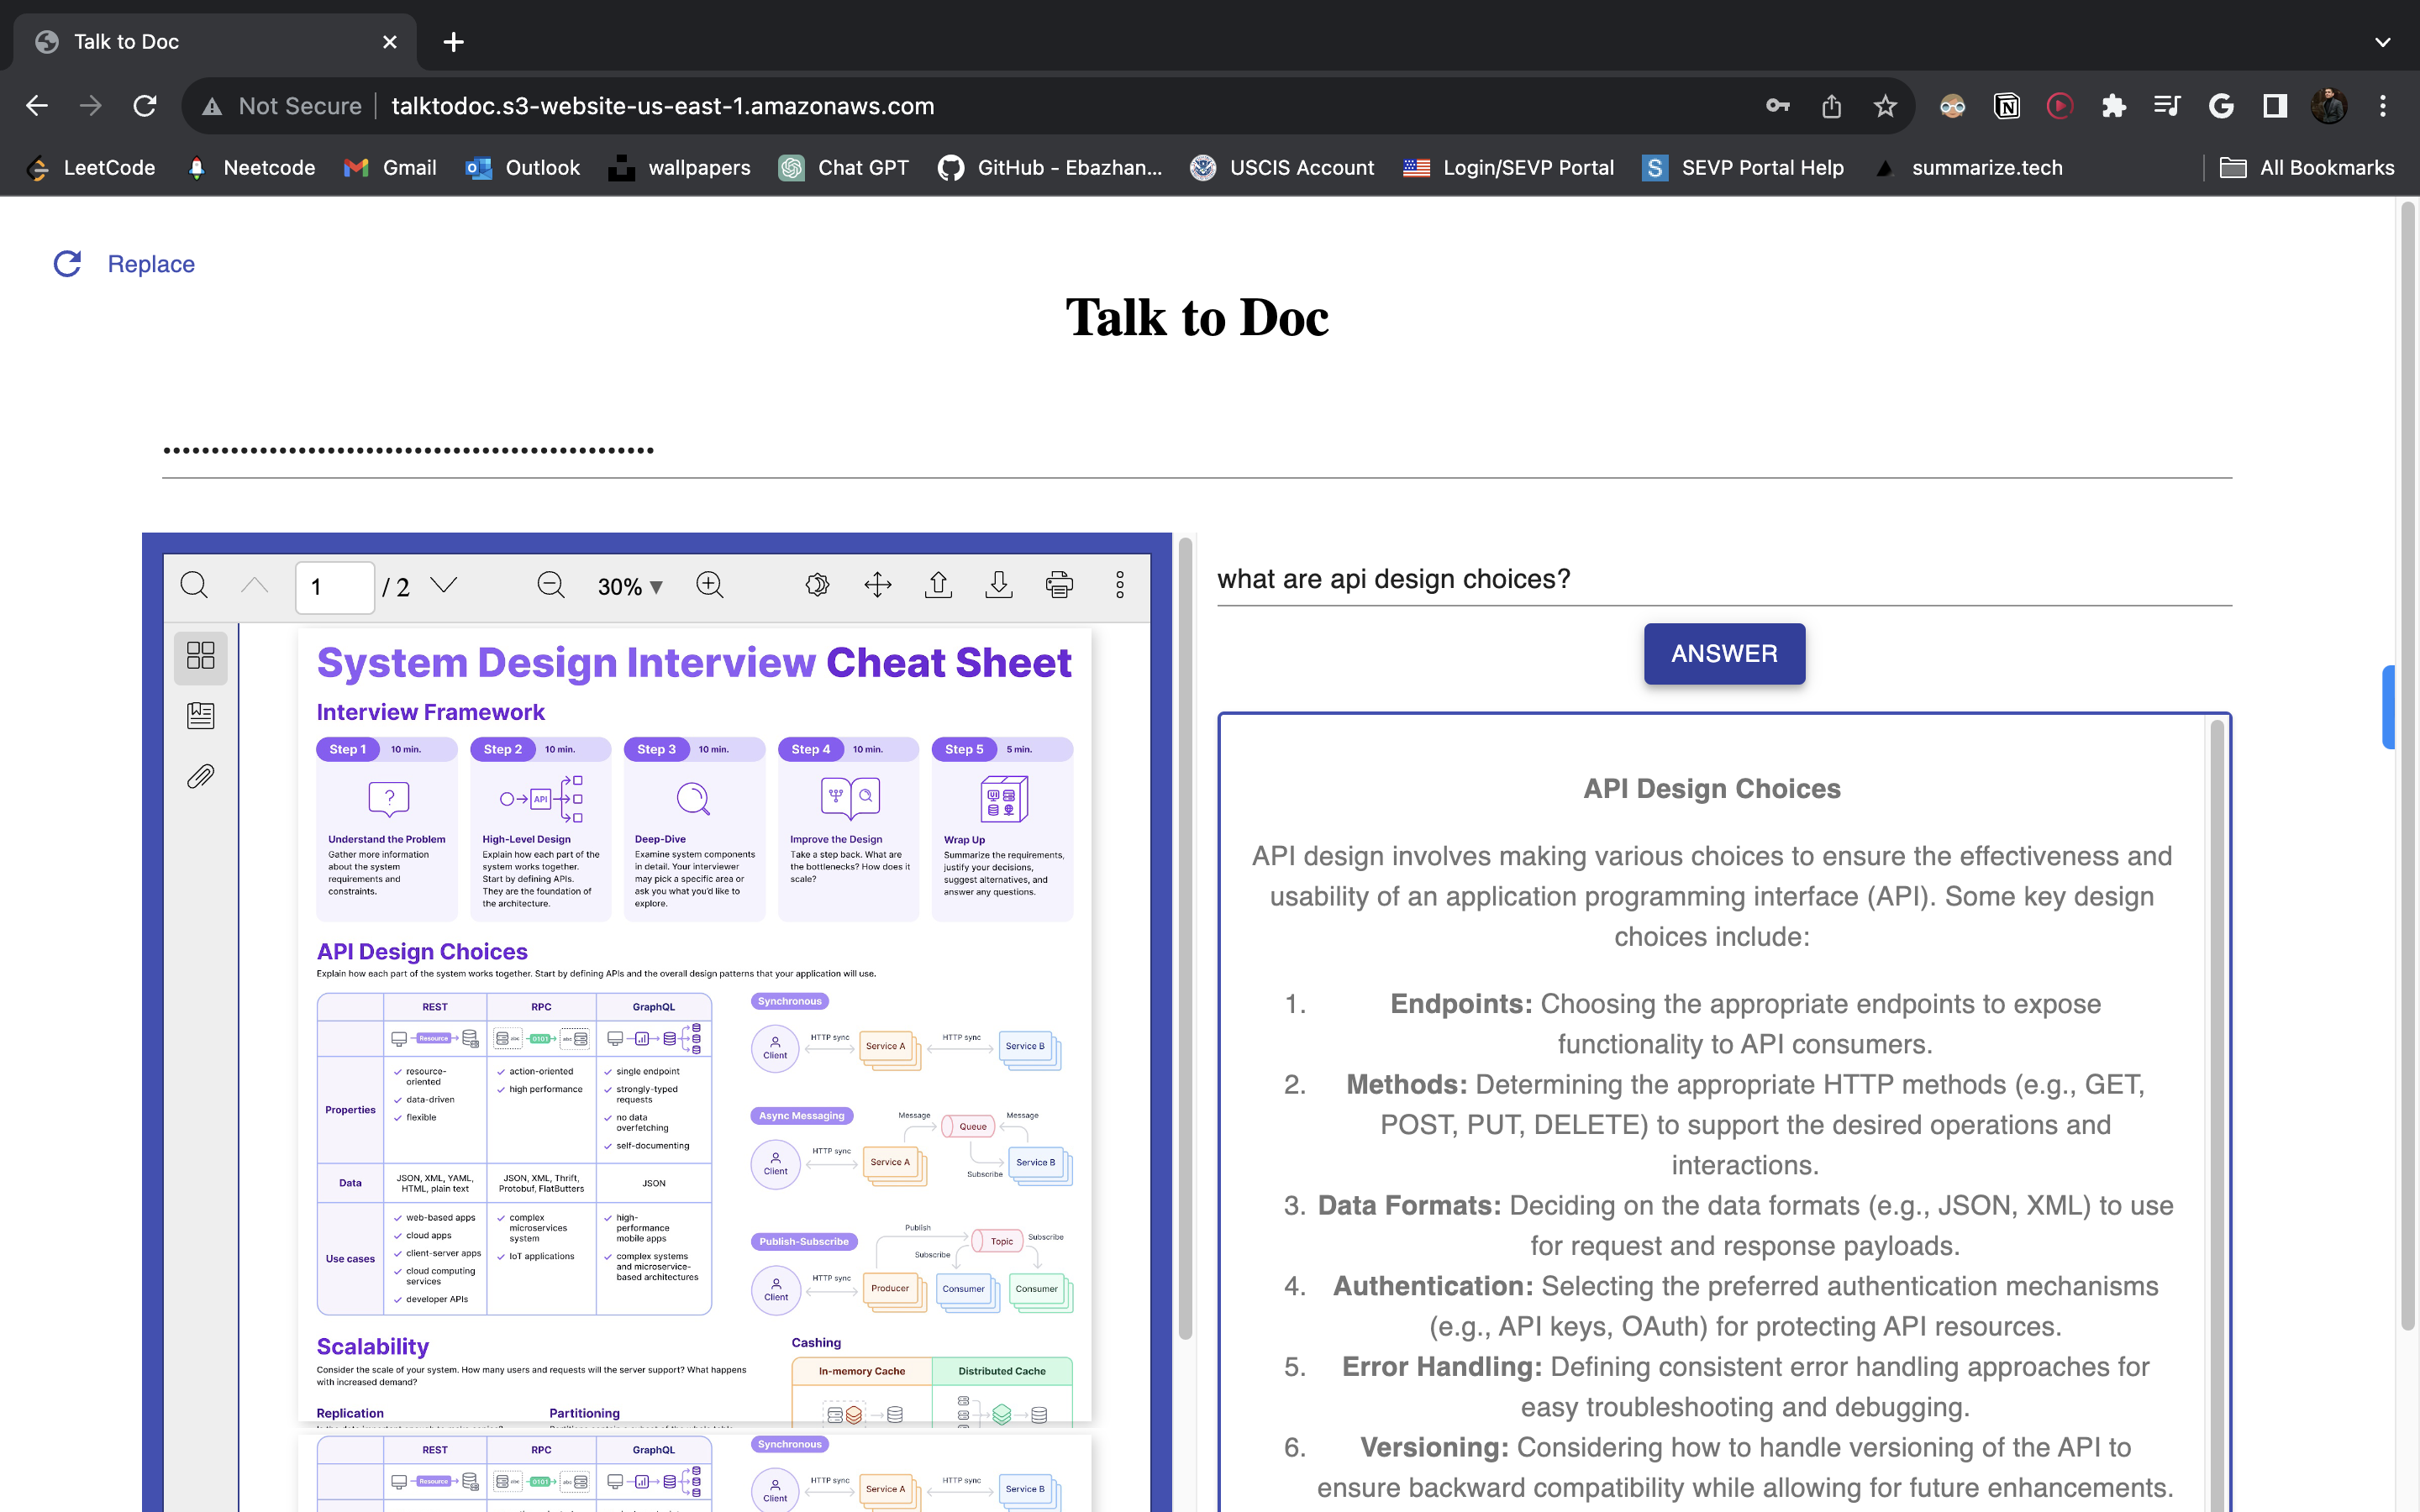 Talk to Doc
Not Secure
talktodoc.s3-website-us-east-1.amazonaws.com
LeetCode
Neetcode
Gmail
Outlook
wallpapers
Chat GPT
GitHub - Ebazhan...
USCIS Account
Login/SEVP Portal
SEVP Portal Help
summarize.tech
All Bookmarks
Replace
Talk to Doc
••••••••••••••••••••••••••••••••••••••••••••••••••
1 / 2
30%
System Design Interview Cheat Sheet
Interview Framework
Step 1 10 min.
Understand the Problem
Gather more information
about the system
requirements and
constraints.
Step 2 10 min.
API
High-Level Design
Explain how each part of the
system works together.
Start by defining APIs.
They are the foundation of
the architecture.
Step 3 10 min.
Deep-Dive
Examine system components
in detail. Your interviewer
may pick a specific area or
ask you what you'd like to
explore.
Step 4 10 min.
Improve the Design
Take a step back. What are
the bottlenecks? How does it
scale?
Step 5 5 min.
Wrap Up
Summarize the requirements,
justify your decisions,
suggest alternatives, and
answer any questions.
API Design Choices
Explain how each part of the system works together. Start by defining APIs and the overall design patterns that your application will use.
REST RPC GraphQL
Resource
0101
Properties
resource-
oriented
data-driven
flexible
action-oriented
high performance
single endpoint
strongly-typed
requests
no data
overfetching
self-documenting
Data
JSON, XML, YAML,
HTML, plain text
JSON, XML, Thrift,
Protobuf, FlatButters
JSON
Use cases
web-based apps
cloud apps
client-server apps
cloud computing
services
developer APIs
complex
microservices
system
IoT applications
high-
performance
mobile apps
complex systems
and microservice-
based architectures
Synchronous
Client
HTTP sync
Service A
HTTP sync
Service B
Async Messaging
Message
Queue
Message
Client
HTTP sync
Service A
Subscribe
Service B
Publish-Subscribe
Publish
Subscribe
Topic
Subscribe
Client
HTTP sync
Producer
Consumer
Consumer
Scalability
Consider the scale of your system. How many users and requests will the server support? What happens
with increased demand?
Replication
Partitioning
Cashing
In-memory Cache
Distributed Cache
REST RPC GraphQL
Resource
0101
Synchronous
Client
HTTP sync
Service A
HTTP sync
Service B
what are api design choices?
ANSWER
API Design Choices
API design involves making various choices to ensure the effectiveness and
usability of an application programming interface (API). Some key design
choices include:
1. Endpoints: Choosing the appropriate endpoints to expose
functionality to API consumers.
2. Methods: Determining the appropriate HTTP methods (e.g., GET,
POST, PUT, DELETE) to support the desired operations and
interactions.
3. Data Formats: Deciding on the data formats (e.g., JSON, XML) to use
for request and response payloads.
4. Authentication: Selecting the preferred authentication mechanisms
(e.g., API keys, OAuth) for protecting API resources.
5. Error Handling: Defining consistent error handling approaches for
easy troubleshooting and debugging.
6. Versioning: Considering how to handle versioning of the API to
ensure backward compatibility while allowing for future enhancements.